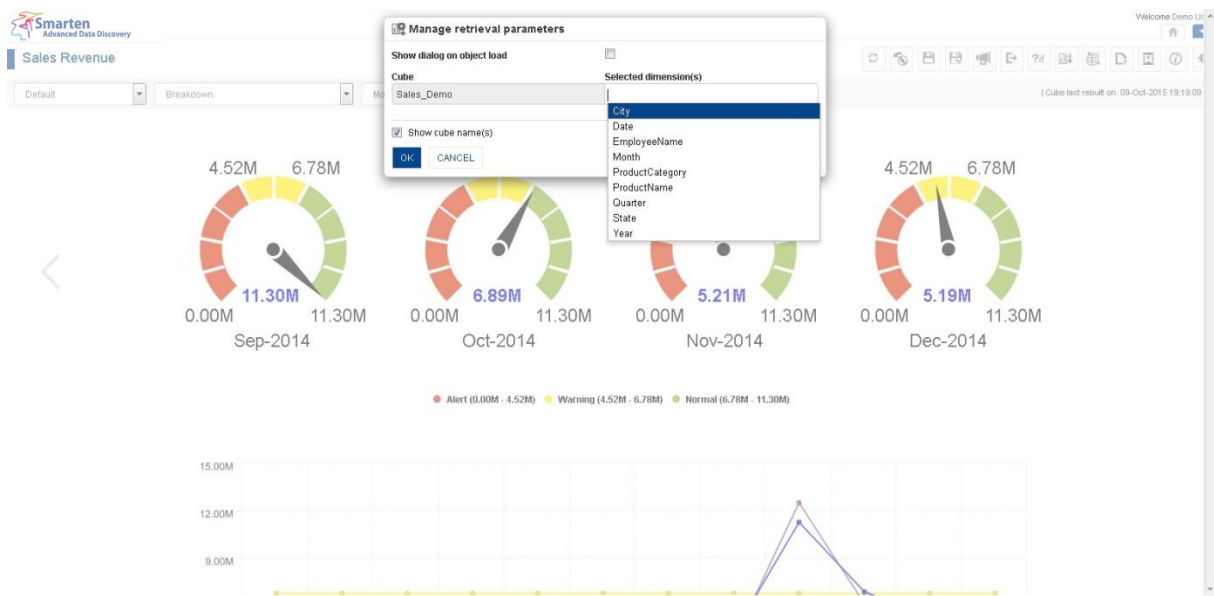 Smarten
Advanced Data Discovery
Welcome Demo Us
Sales Revenue
Manage retrieval parameters
Show dialog on object load
Cube
Selected dimension(s)
Sales_Demo
Show cube name(s)
OK
CANCEL
City
Date
EmployeeName
Month
ProductCategory
ProductName
Quarter
State
Year
?if
Default
Breakdown
Mo
| Cube last rebuilt on 09-Oct-2015 19:19:09
4.52M 6.78M
11.30M
0.00M 11.30M
Sep-2014
6.89M
0.00M 11.30M
Oct-2014
5.21M
0.00M 11.30M
Nov-2014
4.52M 6.78M
5.19M
0.00M 11.30M
Dec-2014
Alert (0.00M - 4.52M) Warning (4.52M - 6.78M) Normal (6.78M - 11.30M)
15.00M
12.00M
9.00M